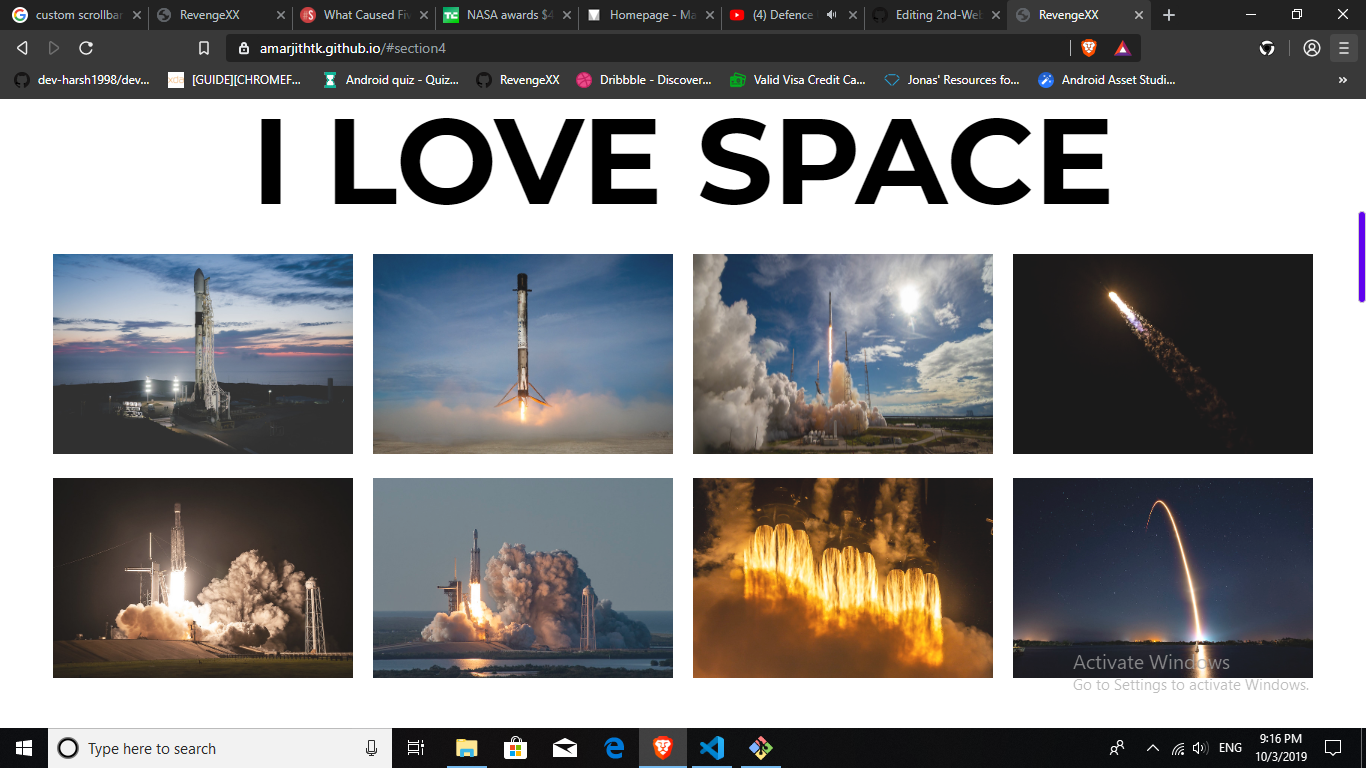 custom scrollbar
RevengeXX
What Caused Fiv
NASA awards $4
Homepage - Ma
(4) Defence
Editing 2nd-Web
RevengeXX
amarjithtk.github.io/#section4
dev-harsh1998/dev...
xda
[GUIDE][CHROMEF...
Android quiz - Quiz...
RevengeXX
Dribbble - Discover...
Valid Visa Credit Ca...
Jonas' Resources fo...
Android Asset Studi...
»
I LOVE SPACE
Activate Windows
Go to Settings to activate Windows.
Type here to search
ENG
9:16 PM
10/3/2019